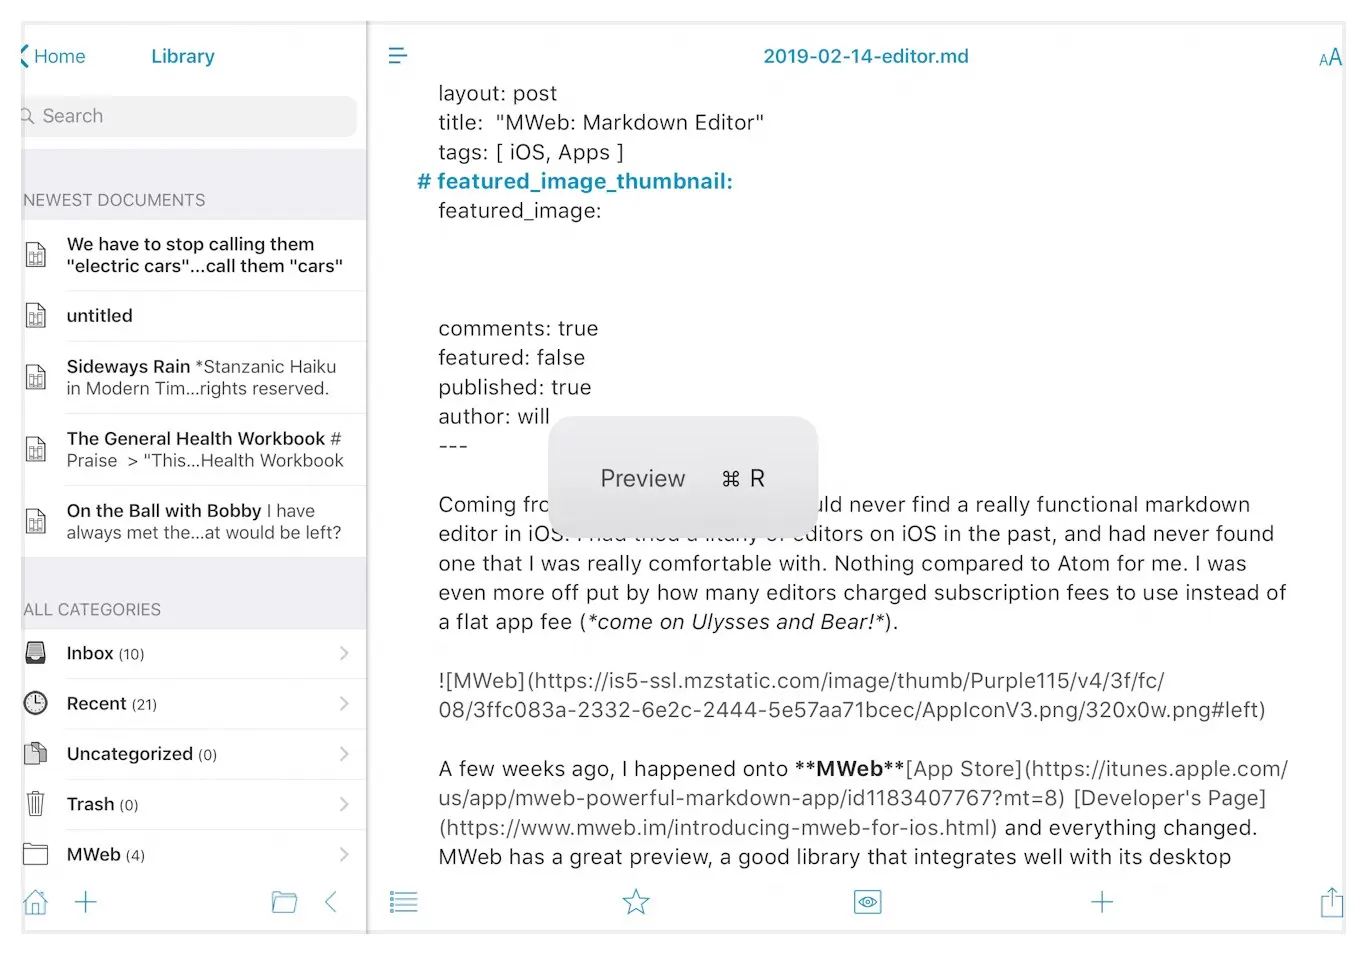 Home
Library
Search
NEWEST DOCUMENTS
We have to stop calling them
"electric cars"...call them "cars"
untitled
Sideways Rain *Stanzanic Haiku
in Modern Tim...rights reserved.
The General Health Workbook #
Praise > "This...Health Workbook
On the Ball with Bobby I have
always met the...at would be left?
ALL CATEGORIES
Inbox (10)
Recent (21)
Uncategorized (0)
Trash (0)
MWeb (4)
2019-02-14-editor.md
AA
layout: post
title: "MWeb: Markdown Editor"
tags: [ iOS, Apps ]
# featured_image_thumbnail:
featured_image:
comments: true
featured: false
published: true
author: will
---
Preview ⌘ R
Coming never find a really functional markdown
editor in iOS. I had tried a litany of editors on iOS in the past, and had never found
one that I was really comfortable with. Nothing compared to Atom for me. I was
even more off put by how many editors charged subscription fees to use instead of
a flat app fee (*come on Ulysses and Bear!*).
![MWeb](https://is5-ssl.mzstatic.com/image/thumb/Purple115/v4/3f/fc/
08/3ffc083a-2332-6e2c-2444-5e57aa71bcec/AppIconV3.png/320x0w.png#left)
A few weeks ago, I happened onto **MWeb**[App Store](https://itunes.apple.com/
us/app/mweb-powerful-markdown-app/id1183407767?mt=8) [Developer's Page]
(https://www.mweb.im/introducing-mweb-for-ios.html) and everything changed.
MWeb has a great preview, a good library that integrates well with its desktop